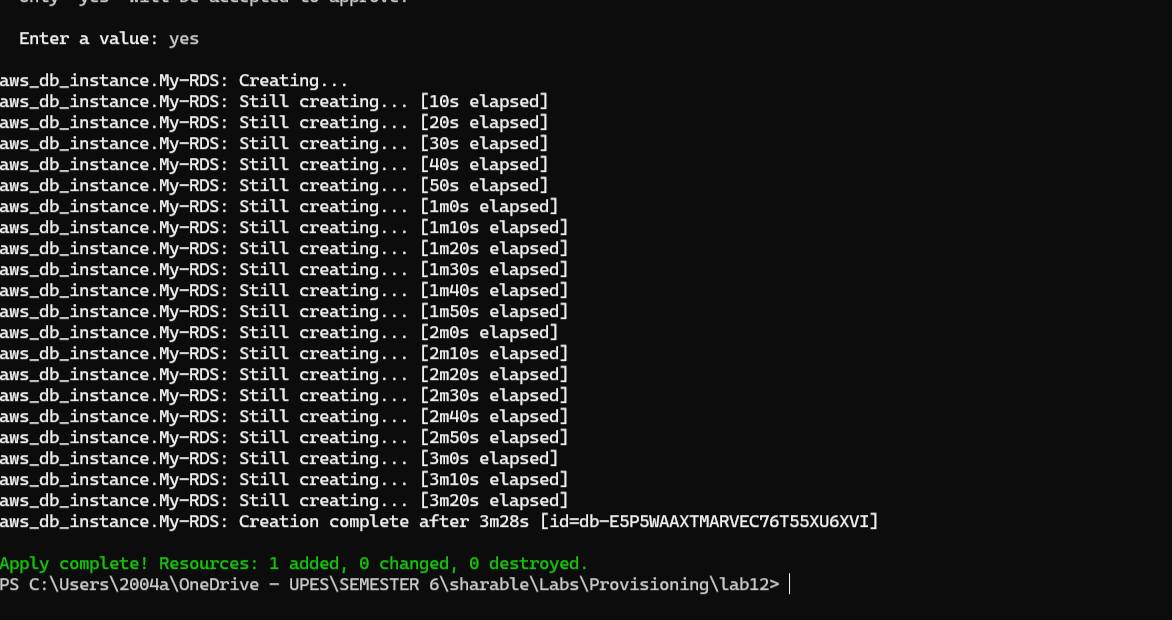 only 'yes' will be accepted to approve.
Enter a value: yes
aws_db_instance.My-RDS: Creating...
aws_db_instance.My-RDS: Still creating... [10s elapsed]
aws_db_instance.My-RDS: Still creating... [20s elapsed]
aws_db_instance.My-RDS: Still creating... [30s elapsed]
aws_db_instance.My-RDS: Still creating... [40s elapsed]
aws_db_instance.My-RDS: Still creating... [50s elapsed]
aws_db_instance.My-RDS: Still creating... [1m0s elapsed]
aws_db_instance.My-RDS: Still creating... [1m10s elapsed]
aws_db_instance.My-RDS: Still creating... [1m20s elapsed]
aws_db_instance.My-RDS: Still creating... [1m30s elapsed]
aws_db_instance.My-RDS: Still creating... [1m40s elapsed]
aws_db_instance.My-RDS: Still creating... [1m50s elapsed]
aws_db_instance.My-RDS: Still creating... [2m0s elapsed]
aws_db_instance.My-RDS: Still creating... [2m10s elapsed]
aws_db_instance.My-RDS: Still creating... [2m20s elapsed]
aws_db_instance.My-RDS: Still creating... [2m30s elapsed]
aws_db_instance.My-RDS: Still creating... [2m40s elapsed]
aws_db_instance.My-RDS: Still creating... [2m50s elapsed]
aws_db_instance.My-RDS: Still creating... [3m0s elapsed]
aws_db_instance.My-RDS: Still creating... [3m10s elapsed]
aws_db_instance.My-RDS: Still creating... [3m20s elapsed]
aws_db_instance.My-RDS: Creation complete after 3m28s [id=db-E5P5WAAXTMARVEC76T55XU6XVI]
Apply complete! Resources: 1 added, 0 changed, 0 destroyed.
PS C:\Users\2004a\OneDrive - UPES\SEMESTER 6\sharable\Labs\Provisioning\lab12>